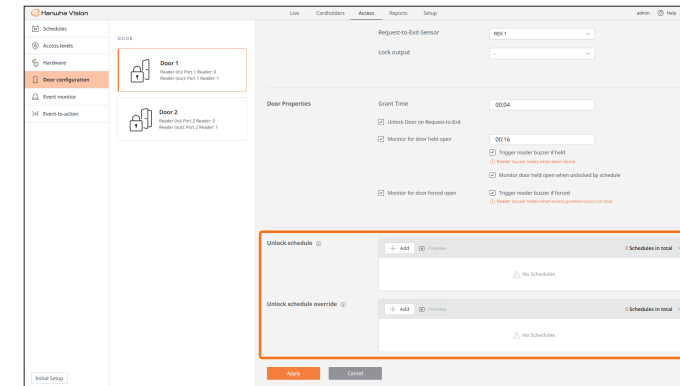 Hanwha Vision
Live Cardholders Access Reports Setup
admin Help
Schedules
Access levels
Hardware
Door configuration
Event monitor
Event-to-action
Initial Setup
DOOR
Door 1
Reader (in): Port 1 Reader: 0
Reader (out): Port 1 Reader: 1
Door 2
Reader (in): Port 2 Reader: 0
Reader (out): Port 2 Reader: 1
Request-to-Exit-Sensor REX:1
Lock output -
Door Properties Grant Time 00:04
Unlock Door on Request-to-Exit
Monitor for door held open 00:16
Trigger reader buzzer if held
Reader buzzer resets when door closed
Monitor door held open when unlocked by schedule
Monitor for door forced open Trigger reader buzzer if forced
Reader buzzer resets when access granted occurs on door
Unlock schedule Add Preview 0 Schedules in total
No Schedules
Unlock schedule override Add Preview 0 Schedules in total
No Schedules
Apply Cancel